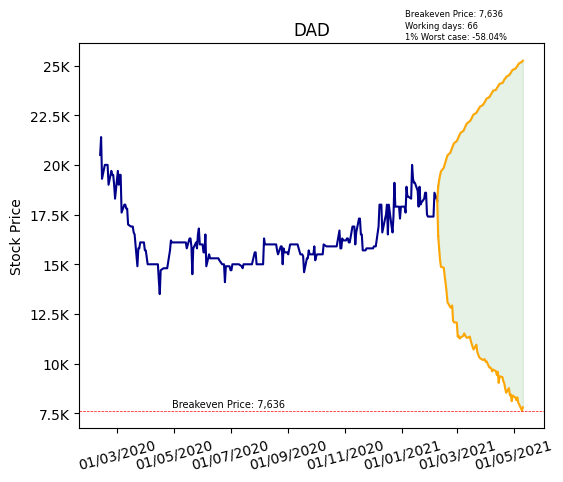 Breakeven Price: 7,636
Working days: 66
1% Worst case: -58.04%
DAD
Stock Price
25K
22.5K
20K
17.5K
15K
12.5K
10K
7.5K
Breakeven Price: 7,636
01/03/2020 01/05/2020 01/07/2020 01/09/2020 01/11/2020 01/01/2021 01/03/2021 01/05/2021